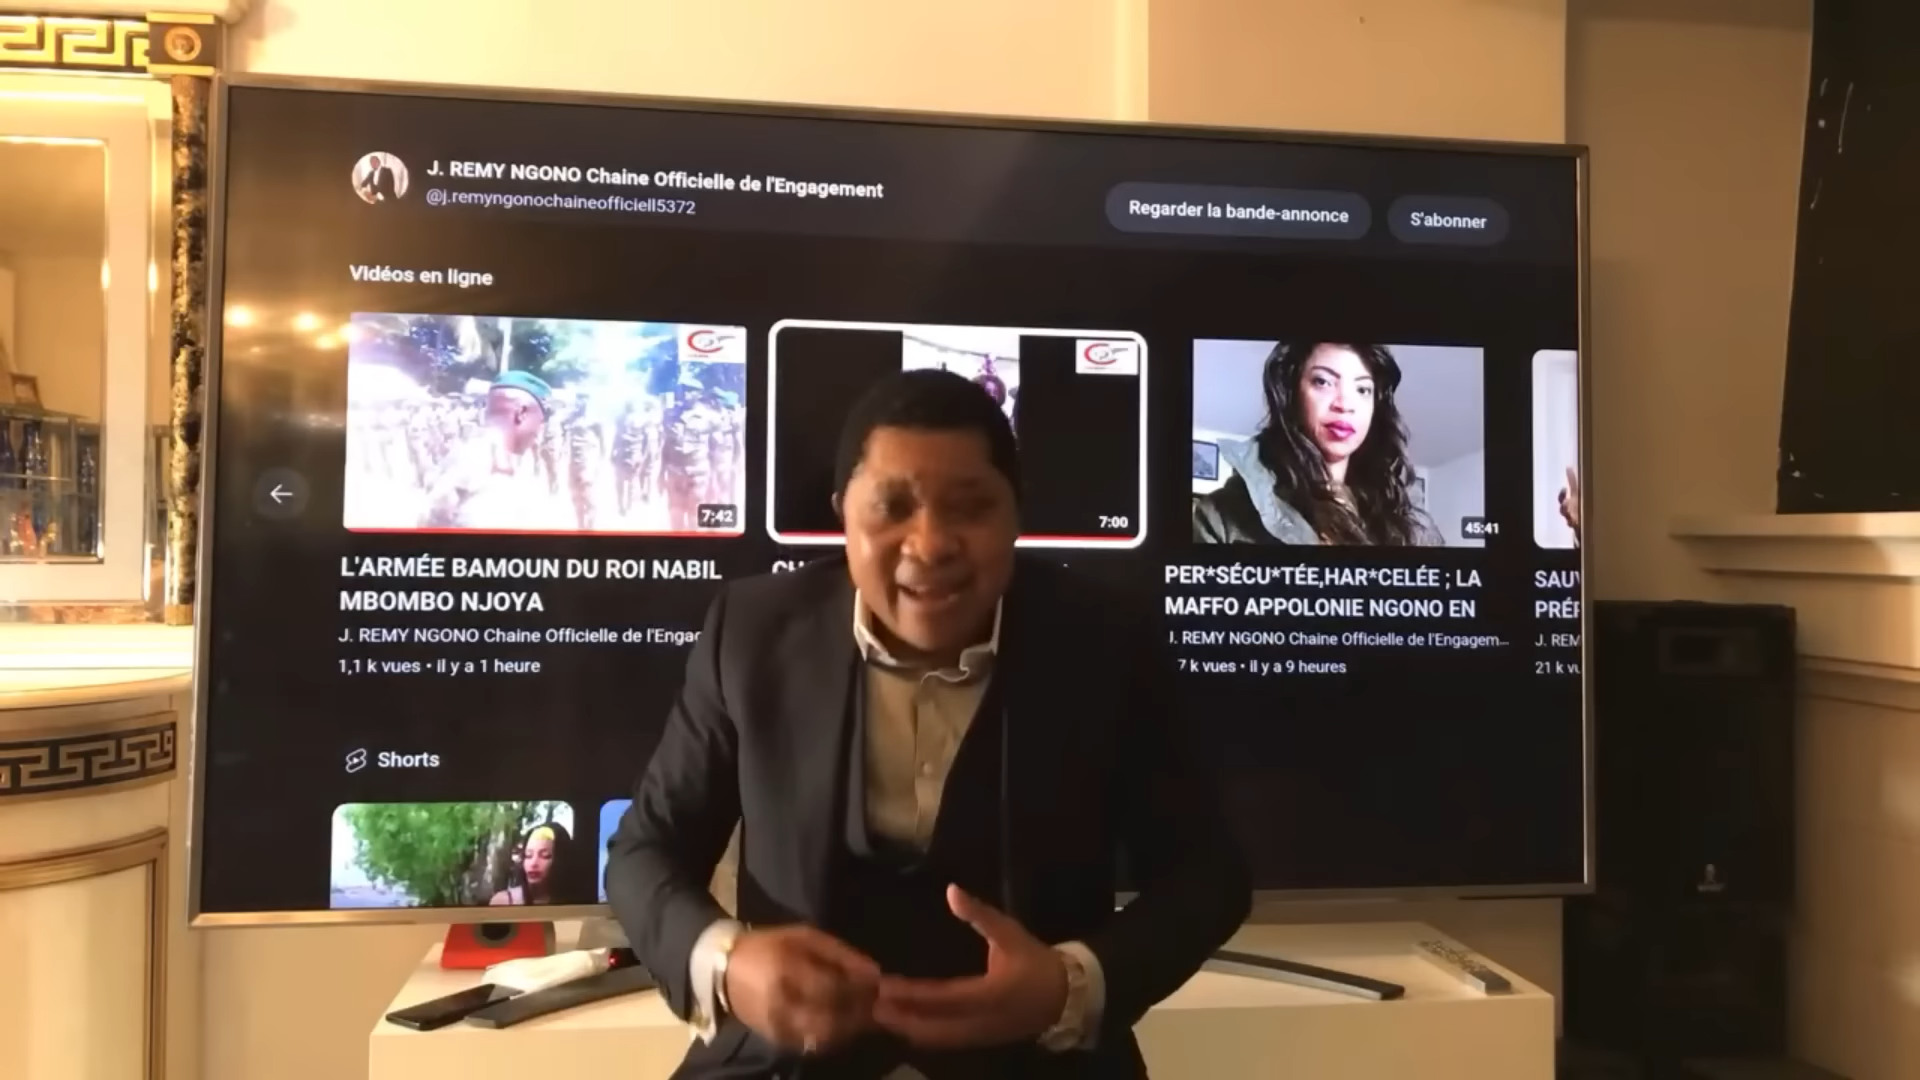 J. REMY NGONO Chaine Officielle de l'Engagement
@j.remyngonochaineofficiell5372
Regarder la bande-annonce
S'abonner
Vidéos en ligne
7:42
7:00
45:41
L'ARMÉE BAMOUN DU ROI NABIL
MBOMBO NJOYA
J. REMY NGONO Chaine Officielle de l'Engag
1,1 k vues • il y a 1 heure
PER*SÉCU*TÉE,HAR*CELÉE ; LA
MAFFO APPOLONIE NGONO EN
J. REMY NGONO Chaine Officielle de l'Engagem...
7 k vues • il y a 9 heures
J. REM
21 k vu
Shorts